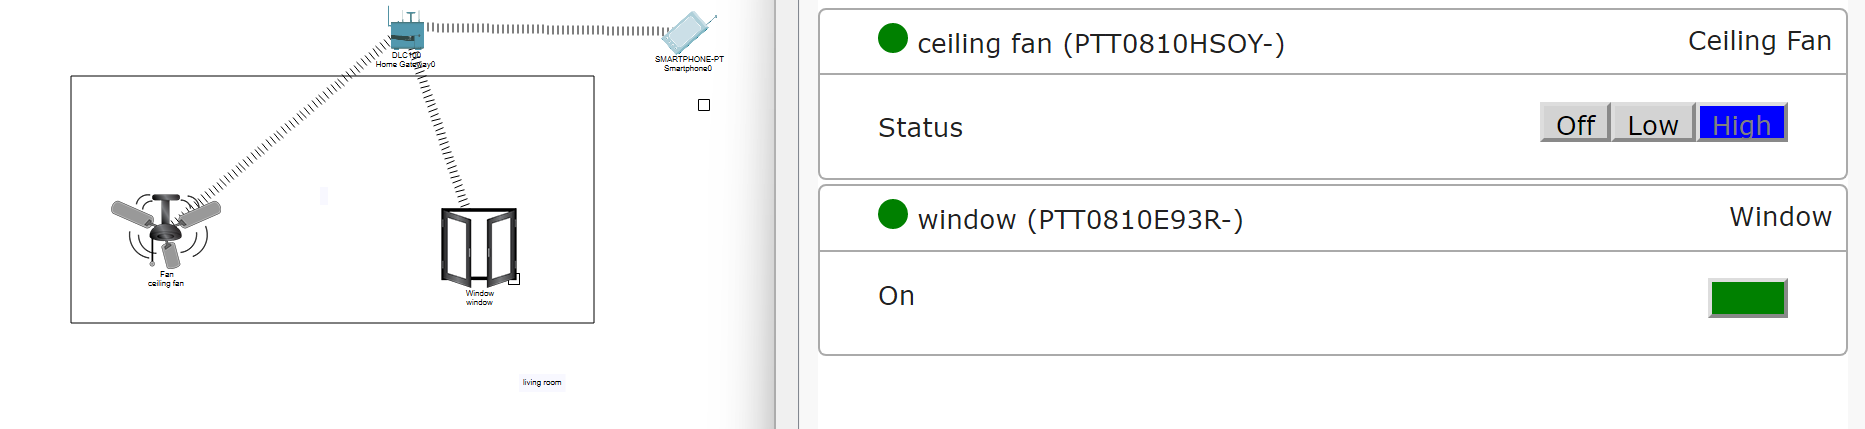 DLC100
Home Gateway0
SMARTPHONE-PT
Smartphone0
Fan
ceiling fan
Window
window
living room
ceiling fan (PTT0810HSOY-)
Ceiling Fan
Status
Off
Low
High
window (PTT0810E93R-)
Window
On